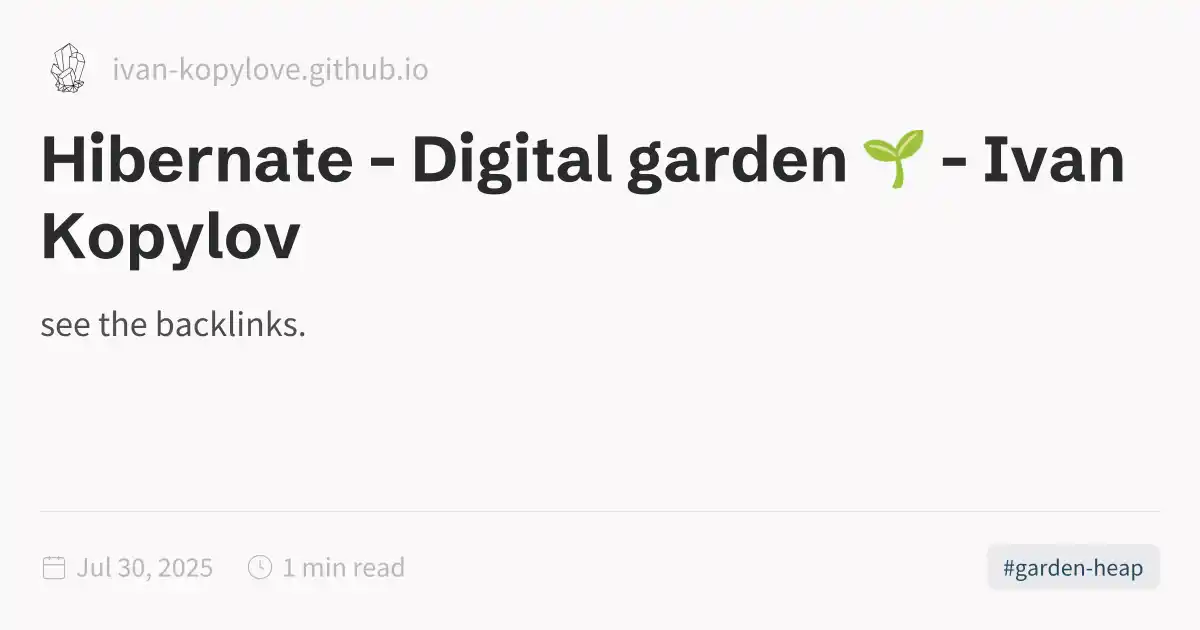 ivan-kopylove.github.io
Hibernate - Digital garden 🌱 - Ivan
Kopylov
see the backlinks.
Jul 30, 2025
1 min read
#garden-heap